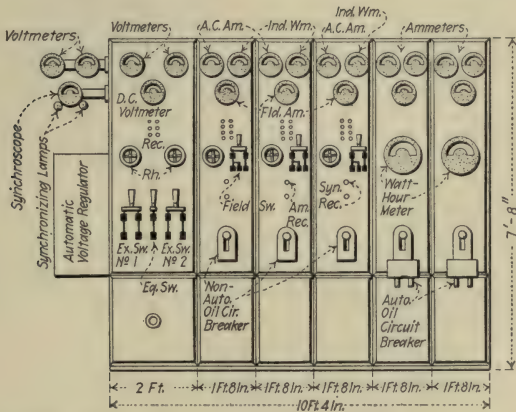 Voltmeters
Voltmeters
A.C. Am.
Ind. Wm.
Ind. Wm.
A.C. Am.
Ammeters
D.C.
Voltmeter
Fld. Am.
Rec.
Rh.
Synchroscope
Synchronizing Lamps
Automatic
Voltage Regulator
Field
Sw.
Am.
Rec.
Syn.
Rec.
Watt-
Hour-
Meter
Ex. Sw.
Nº 1
Ex. Sw.
Nº 2
Eq. Sw.
Non-
Auto.
Oil Cir.
Breaker
Auto.
Oil
Circuit
Breaker
7'-8"
2 Ft.
1 Ft. 8 In.
1 Ft. 8 In.
1 Ft. 8 In.
1 Ft. 8 In.
1 Ft. 8 In.
10 Ft. 4 In.